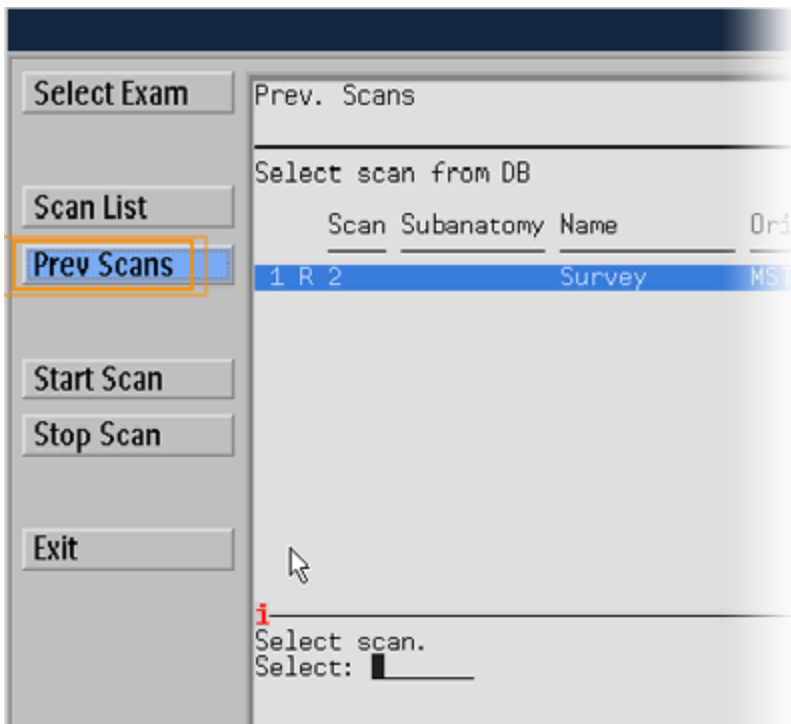 Select Exam
Scan List
Prev Scans
Start Scan
Stop Scan
Exit
Prev. Scans
Select scan from DB
Scan Subanatomy Name
1 R 2 Survey
i
Select scan.
Select: